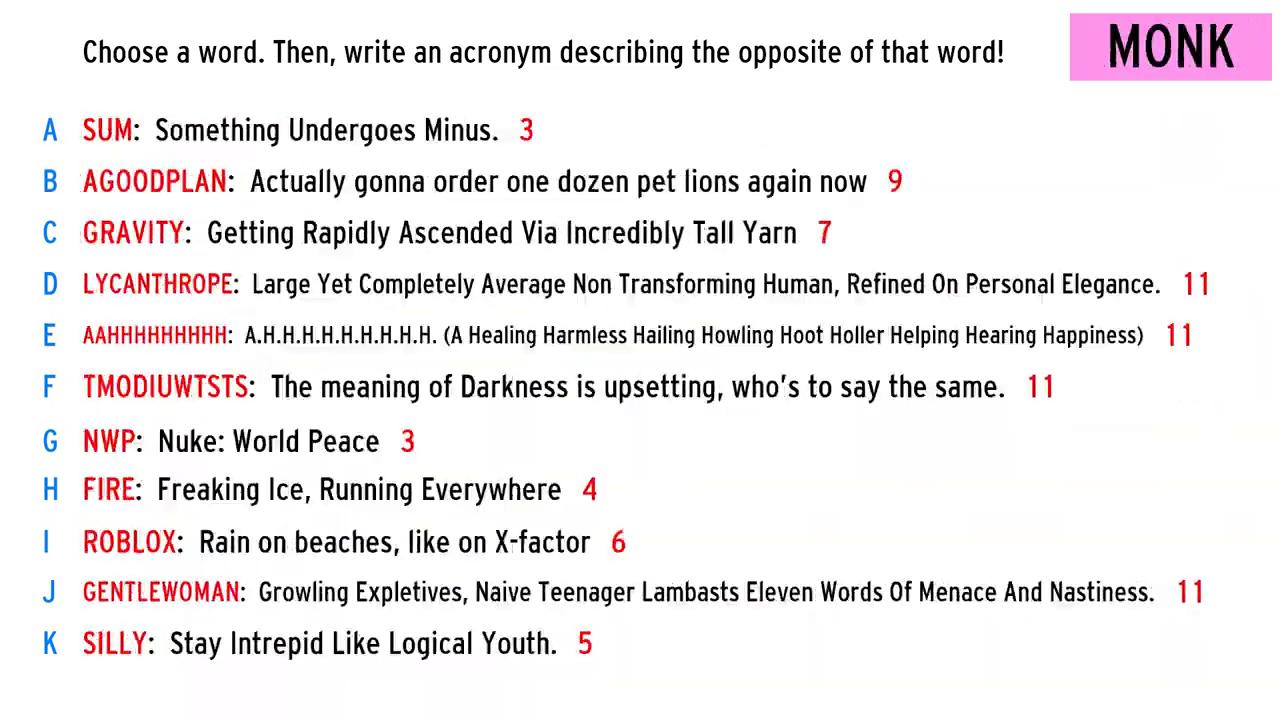 Choose a word. Then, write an acronym describing the opposite of that word!
MONK
A SUM: Something Undergoes Minus. 3
B AGOODPLAN: Actually gonna order one dozen pet lions again now 9
C GRAVITY: Getting Rapidly Ascended Via Incredibly Tall Yarn 7
D LYCANTHROPE: Large Yet Completely Average Non Transforming Human, Refined On Personal Elegance. 11
E AAHHHHHHHHH: A.H.H.H.H.H.H.H.H.H. (A Healing Harmless Hailing Howling Hoot Holler Helping Hearing Happiness) 11
F TMODIUWTSTS: The meaning of Darkness is upsetting, who's to say the same. 11
G NWP: Nuke: World Peace 3
H FIRE: Freaking Ice, Running Everywhere 4
I ROBLOX: Rain on beaches, like on X-factor 6
J GENTLEWOMAN: Growling Expletives, Naive Teenager Lambasts Eleven Words Of Menace And Nastiness. 11
K SILLY: Stay Intrepid Like Logical Youth. 5